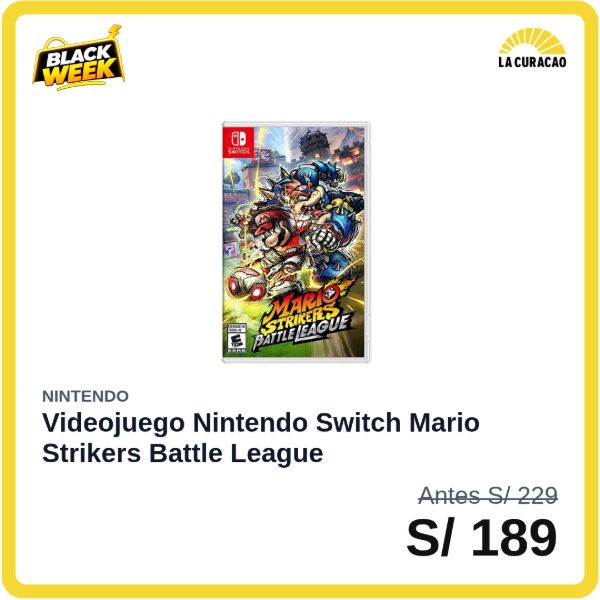 BLACK
WEEK
LA CURACAO
NINTENDO
SWITCH
MARIO
STRIKERS
BATTLE LEAGUE
E
ESRB
NINTENDO
Videojuego Nintendo Switch Mario
Strikers Battle League
Antes S/ 229
S/ 189